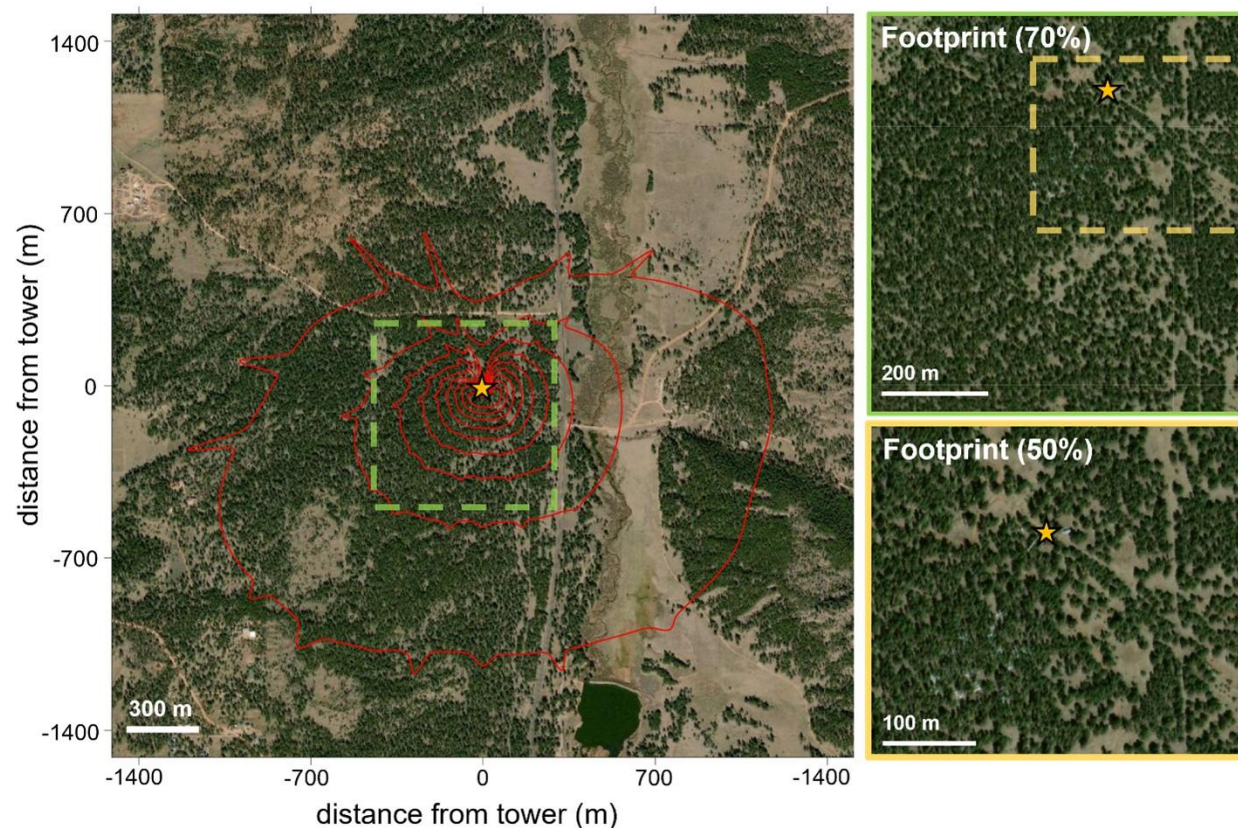 1400
700
0
-700
-1400
distance from tower (m)
300 m
-1400
-700
0
700
-1400
distance from tower (m)
Footprint (70%)
200 m
Footprint (50%)
100 m